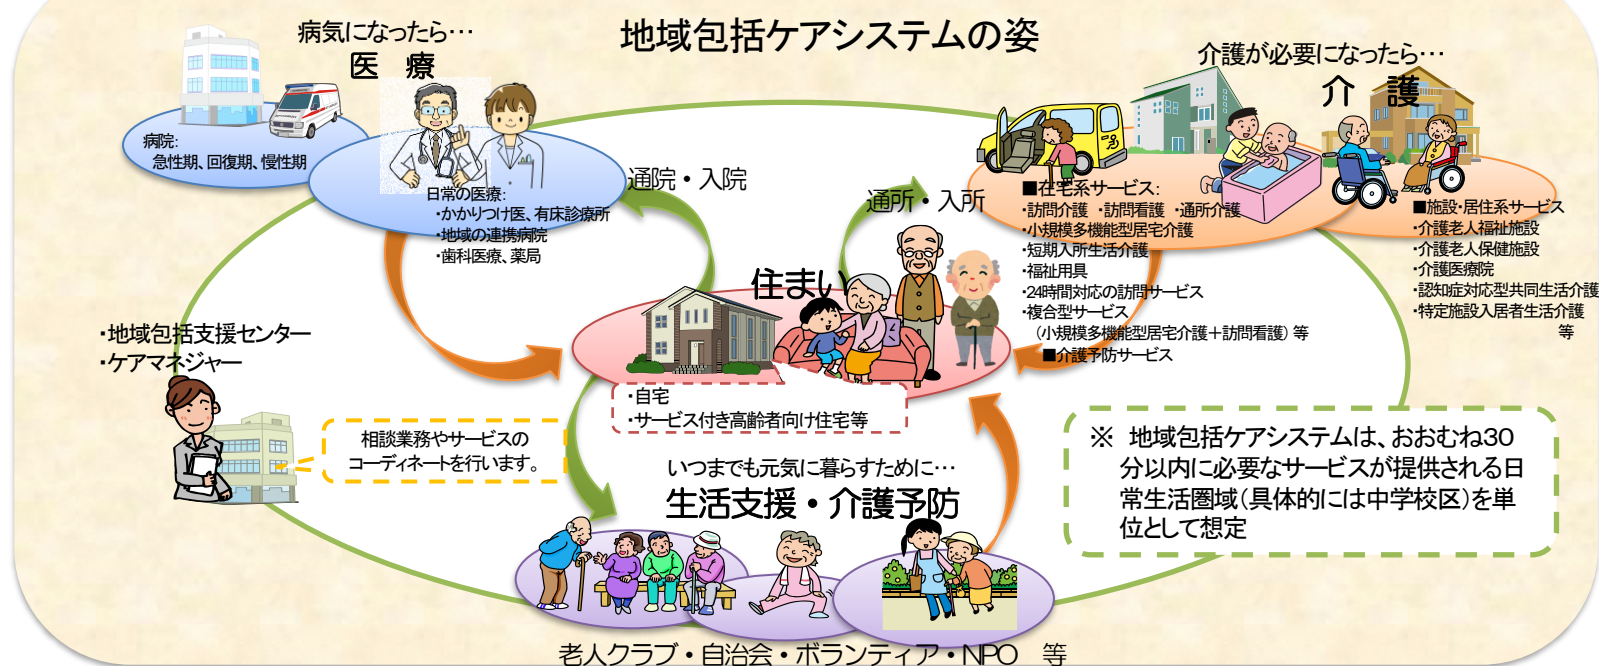 地域包括ケアシステムの姿
病気になったら…
医　療
病院:
急性期、回復期、慢性期
日常の医療:
・かかりつけ医、有床診療所
・地域の連携病院
・歯科医療、薬局
通院・入院
通所・入所
介護が必要になったら…
介　護
■在宅系サービス:
・訪問介護　・訪問看護　・通所介護
・小規模多機能型居宅介護
・短期入所生活介護
・福祉用具
・24時間対応の訪問サービス
・複合型サービス
（小規模多機能型居宅介護＋訪問看護）等
■介護予防サービス
■施設・居住系サービス
・介護老人福祉施設
・介護老人保健施設
・介護医療院
・認知症対応型共同生活介護
・特定施設入居者生活介護
等
住まい
・自宅
・サービス付き高齢者向け住宅等
・地域包括支援センター
・ケアマネジャー
相談業務やサービスの
コーディネートを行います。
いつまでも元気に暮らすために…
生活支援・介護予防
老人クラブ・自治会・ボランティア・NPO　等
※　地域包括ケアシステムは、おおむね30
分以内に必要なサービスが提供される日
常生活圏域（具体的には中学校区）を単
位として想定